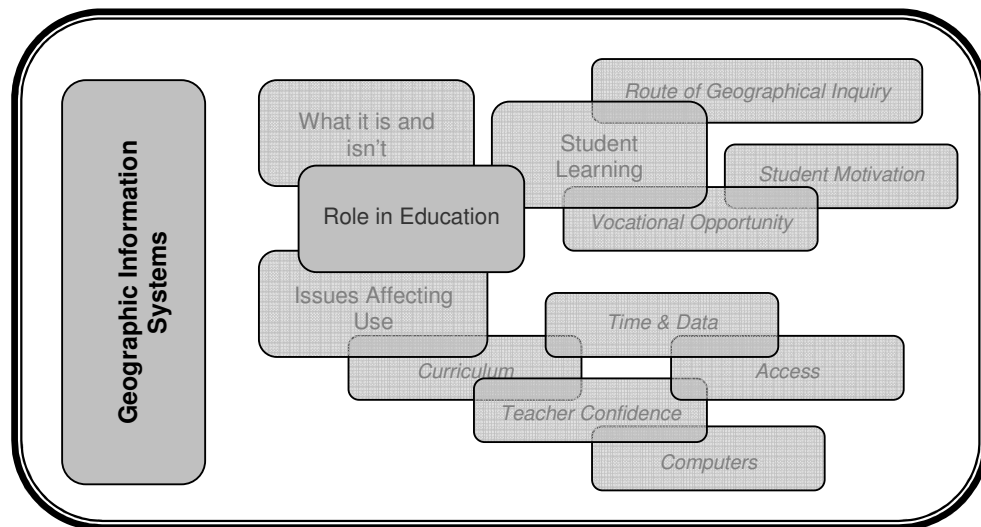 Geographic Information
Systems
What it is and
isn't
Role in Education
Issues Affecting
Use
Student
Learning
Route of Geographical Inquiry
Student Motivation
Vocational Opportunity
Time & Data
Curriculum
Access
Teacher Confidence
Computers